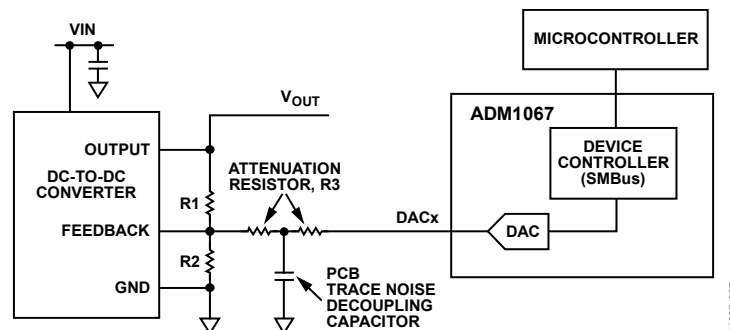 VIN
MICROCONTROLLER
VOUT
ADM1067
OUTPUT
DC-TO-DC
CONVERTER
ATTENUATION
RESISTOR, R3
DEVICE
CONTROLLER
(SMBus)
R1
DACx
DAC
FEEDBACK
R2
GND
PCB
TRACE NOISE
DECOUPLING
CAPACITOR